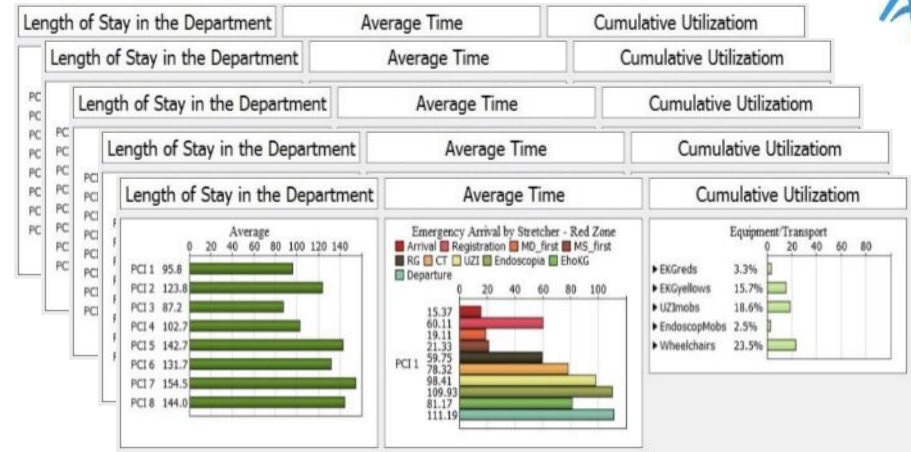 Length of Stay in the Department Average Time Cumulative Utilizatiom
Length of Stay in the Department Average Time Cumulative Utilizatiom
Length of Stay in the Department Average Time Cumulative Utilizatiom
Length of Stay in the Department Average Time Cumulative Utilizatiom
Length of Stay in the Department Average Time Cumulative Utilizatiom
Average
0 20 40 60 80 100 120 140
PCI 1 95.8
PCI 2 123.8
PCI 3 87.2
PCI 4 102.7
PCI 5 142.7
PCI 6 131.7
PCI 7 154.5
PCI 8 144.0
Emergency Arrival by Stretcher - Red Zone
Arrival Registration MD_first MS_first
RG CT UZI Endoscopia EhoKG
Departure
0 20 40 60 80 100
PCI 1
15.37
60.11
19.11
21.33
59.75
78.32
98.41
109.93
81.17
111.19
Equipment/Transport
0 20 40 60 80
EKGreds 3.3%
EKGyellows 15.7%
UZImobs 18.6%
EndoscopMobs 2.5%
Wheelchairs 23.5%